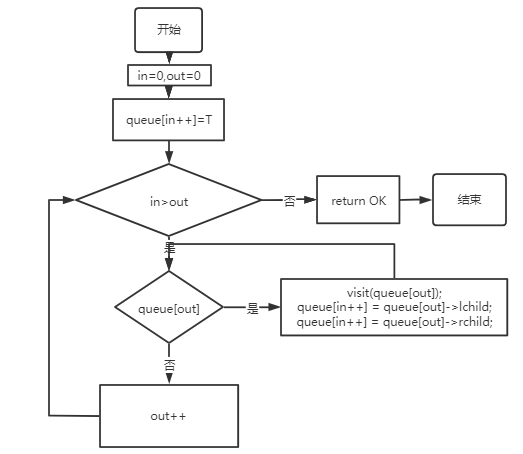 开始
in=0,out=0
queue[in++]=T
in>out
否
return OK
结束
是
queue[out]
是
visit(queue[out]);
queue[in++] = queue[out]->lchild;
queue[in++] = queue[out]->rchild;
否
out++